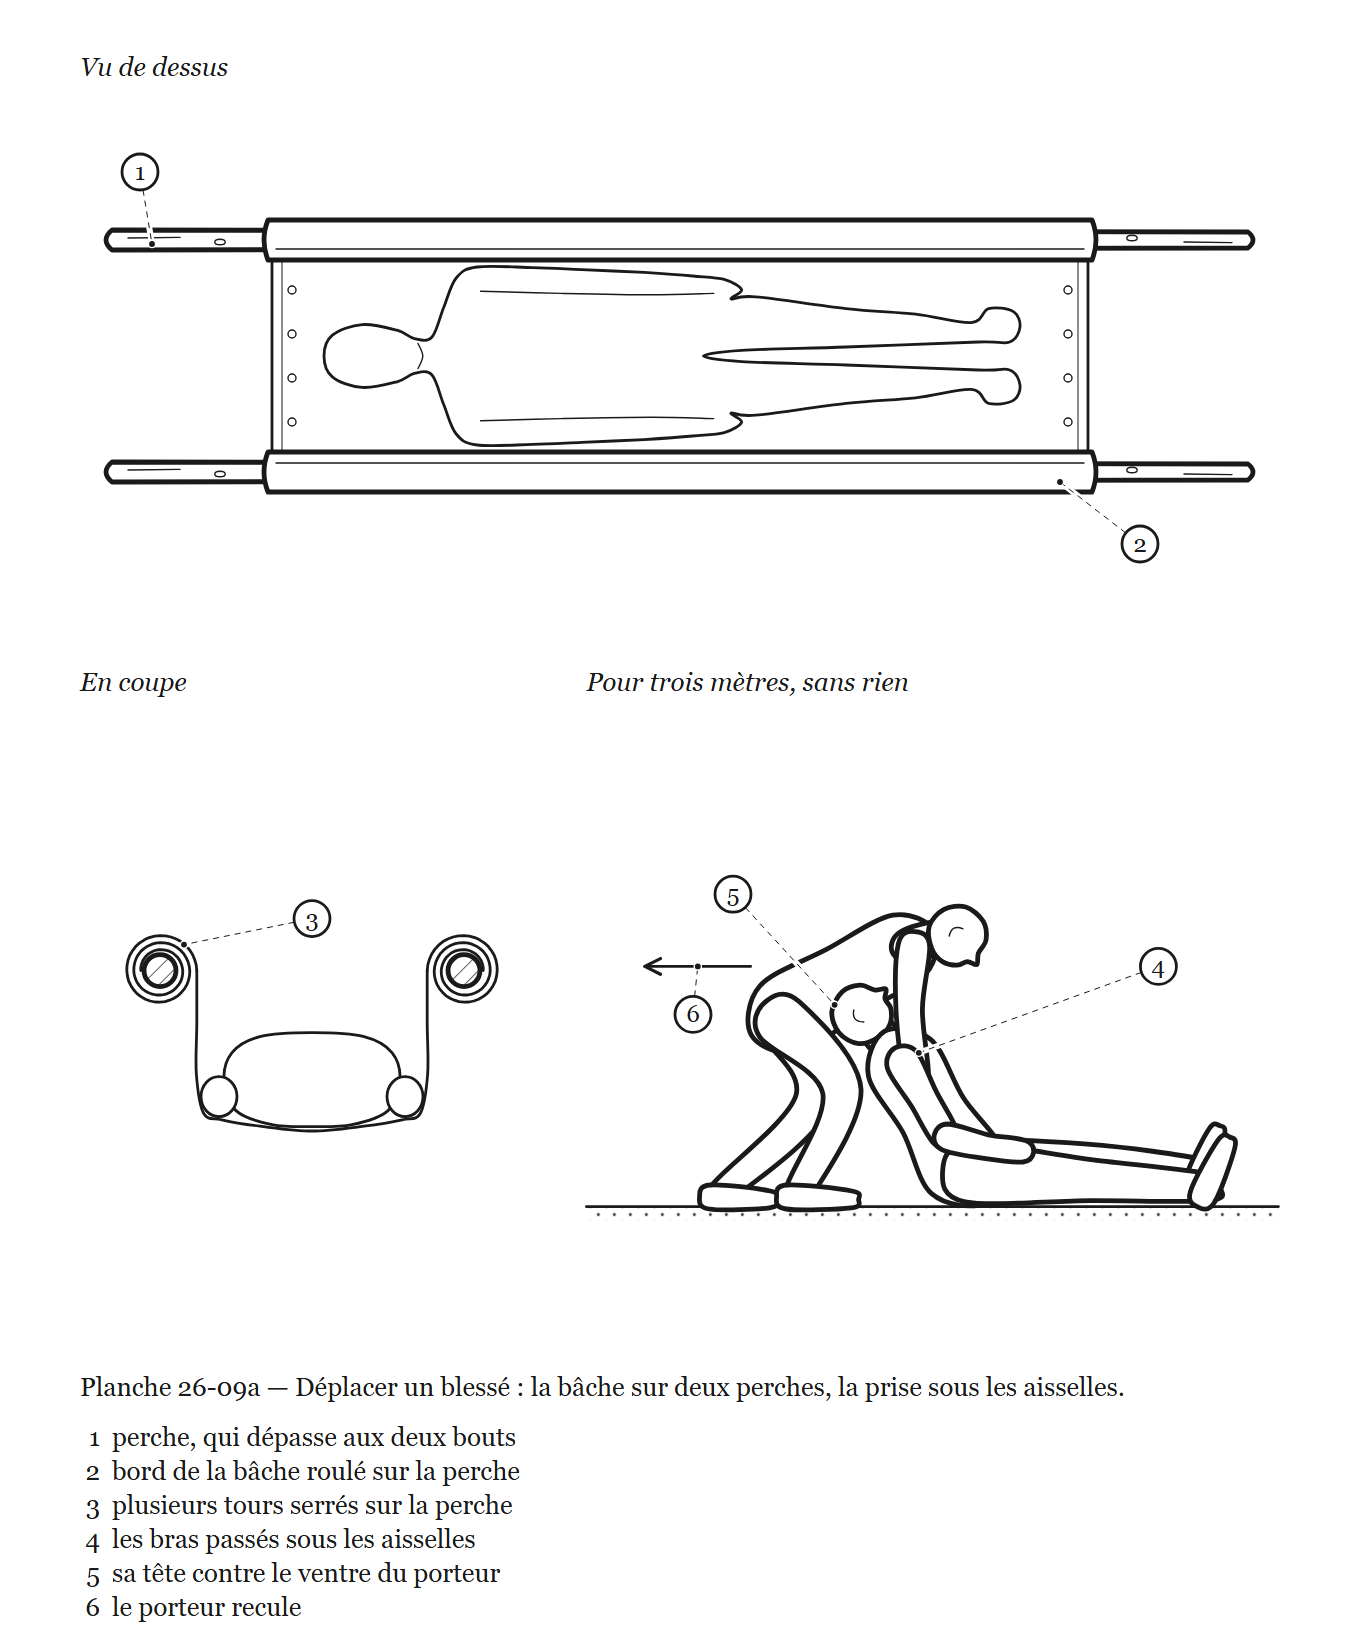 Vu de dessus
1
2
En coupe
Pour trois mètres, sans rien
3
5
4
6
Planche 26-09a — Déplacer un blessé : la bâche sur deux perches, la prise sous les aisselles.
1 perche, qui dépasse aux deux bouts
2 bord de la bâche roulé sur la perche
3 plusieurs tours serrés sur la perche
4 les bras passés sous les aisselles
5 sa tête contre le ventre du porteur
6 le porteur recule